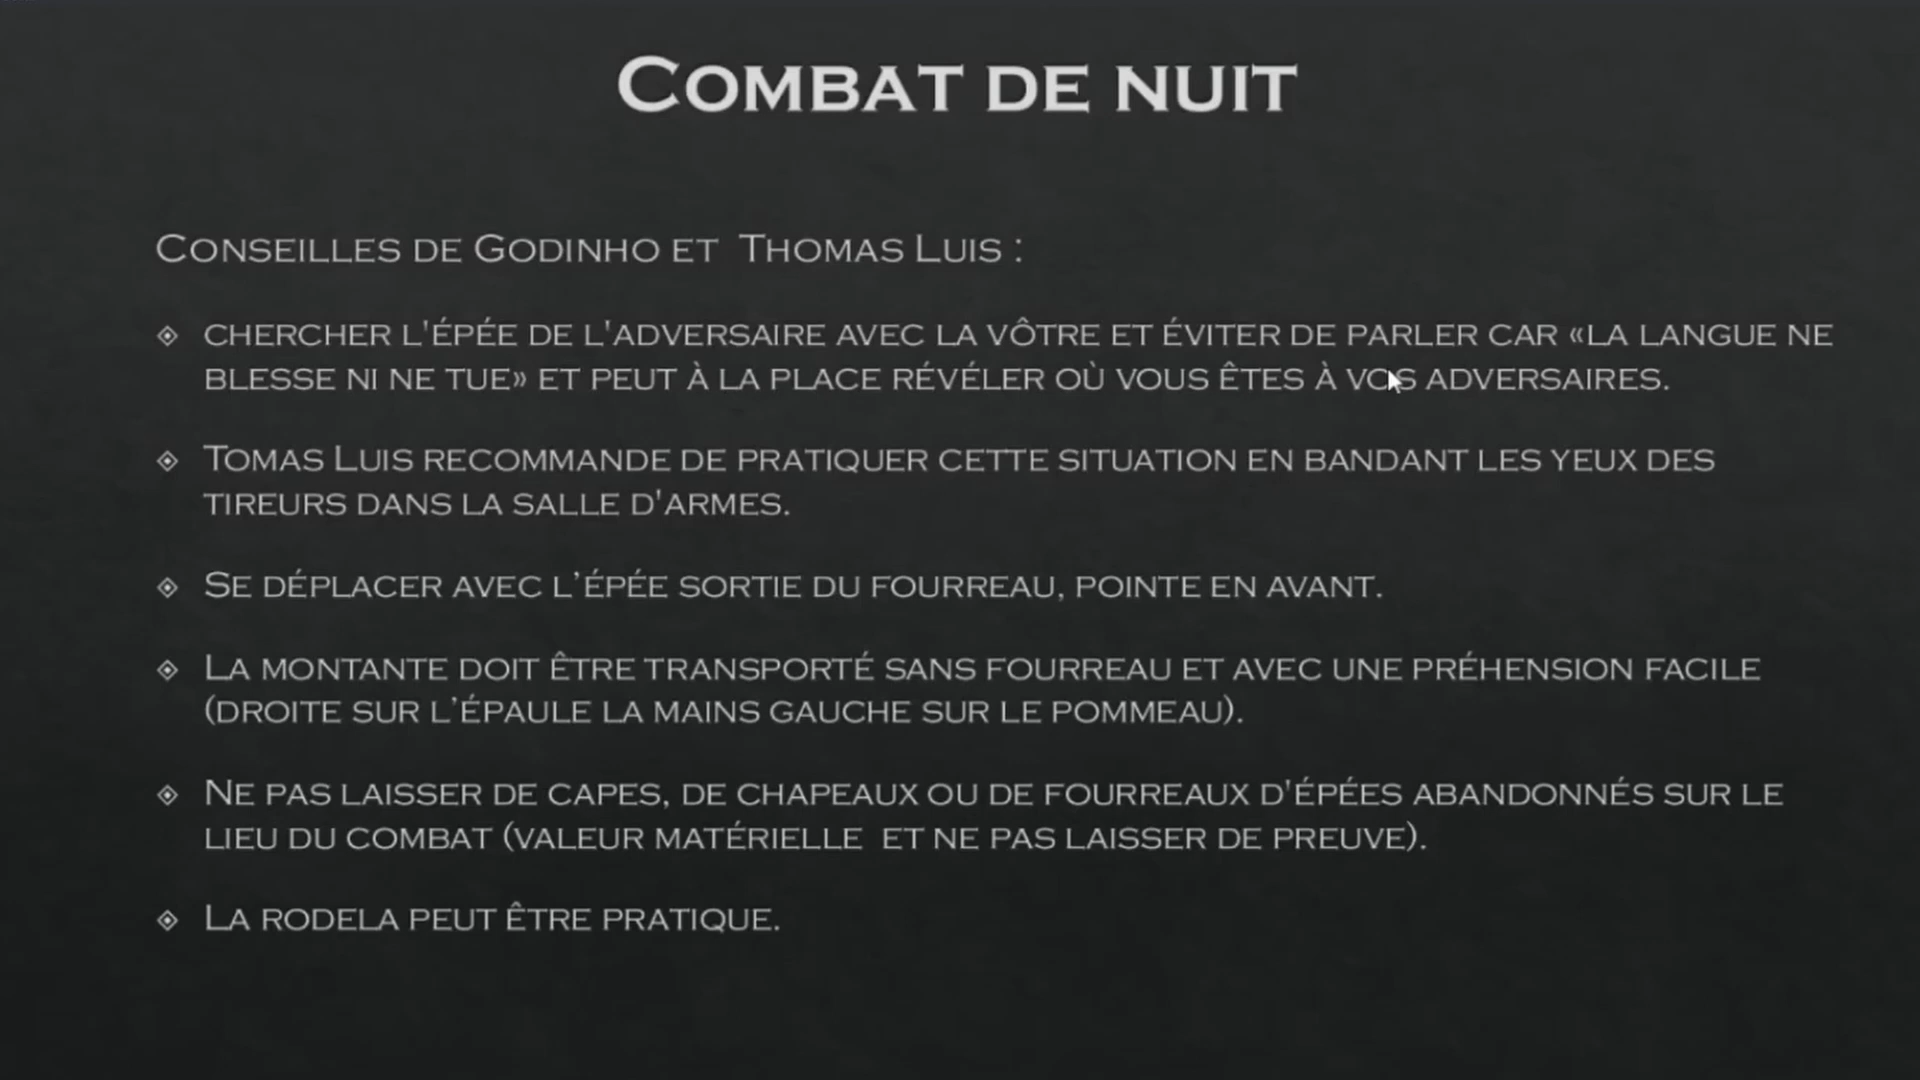 Combat de nuit
Conseilles de Godinho et Thomas Luis :
chercher l'épée de l'adversaire avec la vôtre et éviter de parler car «la langue ne
blesse ni ne tue» et peut à la place révéler où vous êtes à vos adversaires.
Tomas Luis recommande de pratiquer cette situation en bandant les yeux des
tireurs dans la salle d'armes.
Se déplacer avec l’épée sortie du fourreau, pointe en avant.
La montante doit être transporté sans fourreau et avec une préhension facile
(droite sur l’épaule la mains gauche sur le pommeau).
Ne pas laisser de capes, de chapeaux ou de fourreaux d'épées abandonnés sur le
lieu du combat (valeur matérielle et ne pas laisser de preuve).
La rodela peut être pratique.